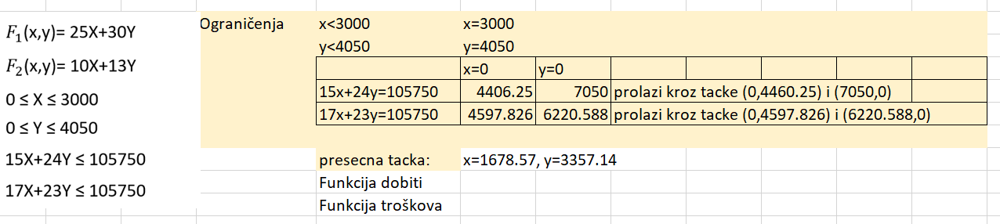 F₁(x,y)= 25X+30Y
F₂(x,y)= 10X+13Y
0 ≤ X ≤ 3000
0 ≤ Y ≤ 4050
15X+24Y ≤ 105750
17X+23Y ≤ 105750
Ograničenja x<3000 x=3000
y<4050 y=4050
x=0 y=0
15x+24y=105750 4406.25 7050 prolazi kroz tacke (0,4460.25) i (7050,0)
17x+23y=105750 4597.826 6220.588 prolazi kroz tacke (0,4597.826) i (6220.588,0)
presecna tacka: x=1678.57, y=3357.14
Funkcija dobiti
Funkcija troškova